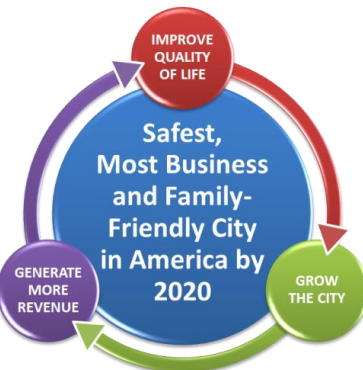 IMPROVE
QUALITY
OF LIFE
Safest,
Most Business
and Family-
Friendly City
in America by
2020
GENERATE
MORE
REVENUE
GROW
THE CITY